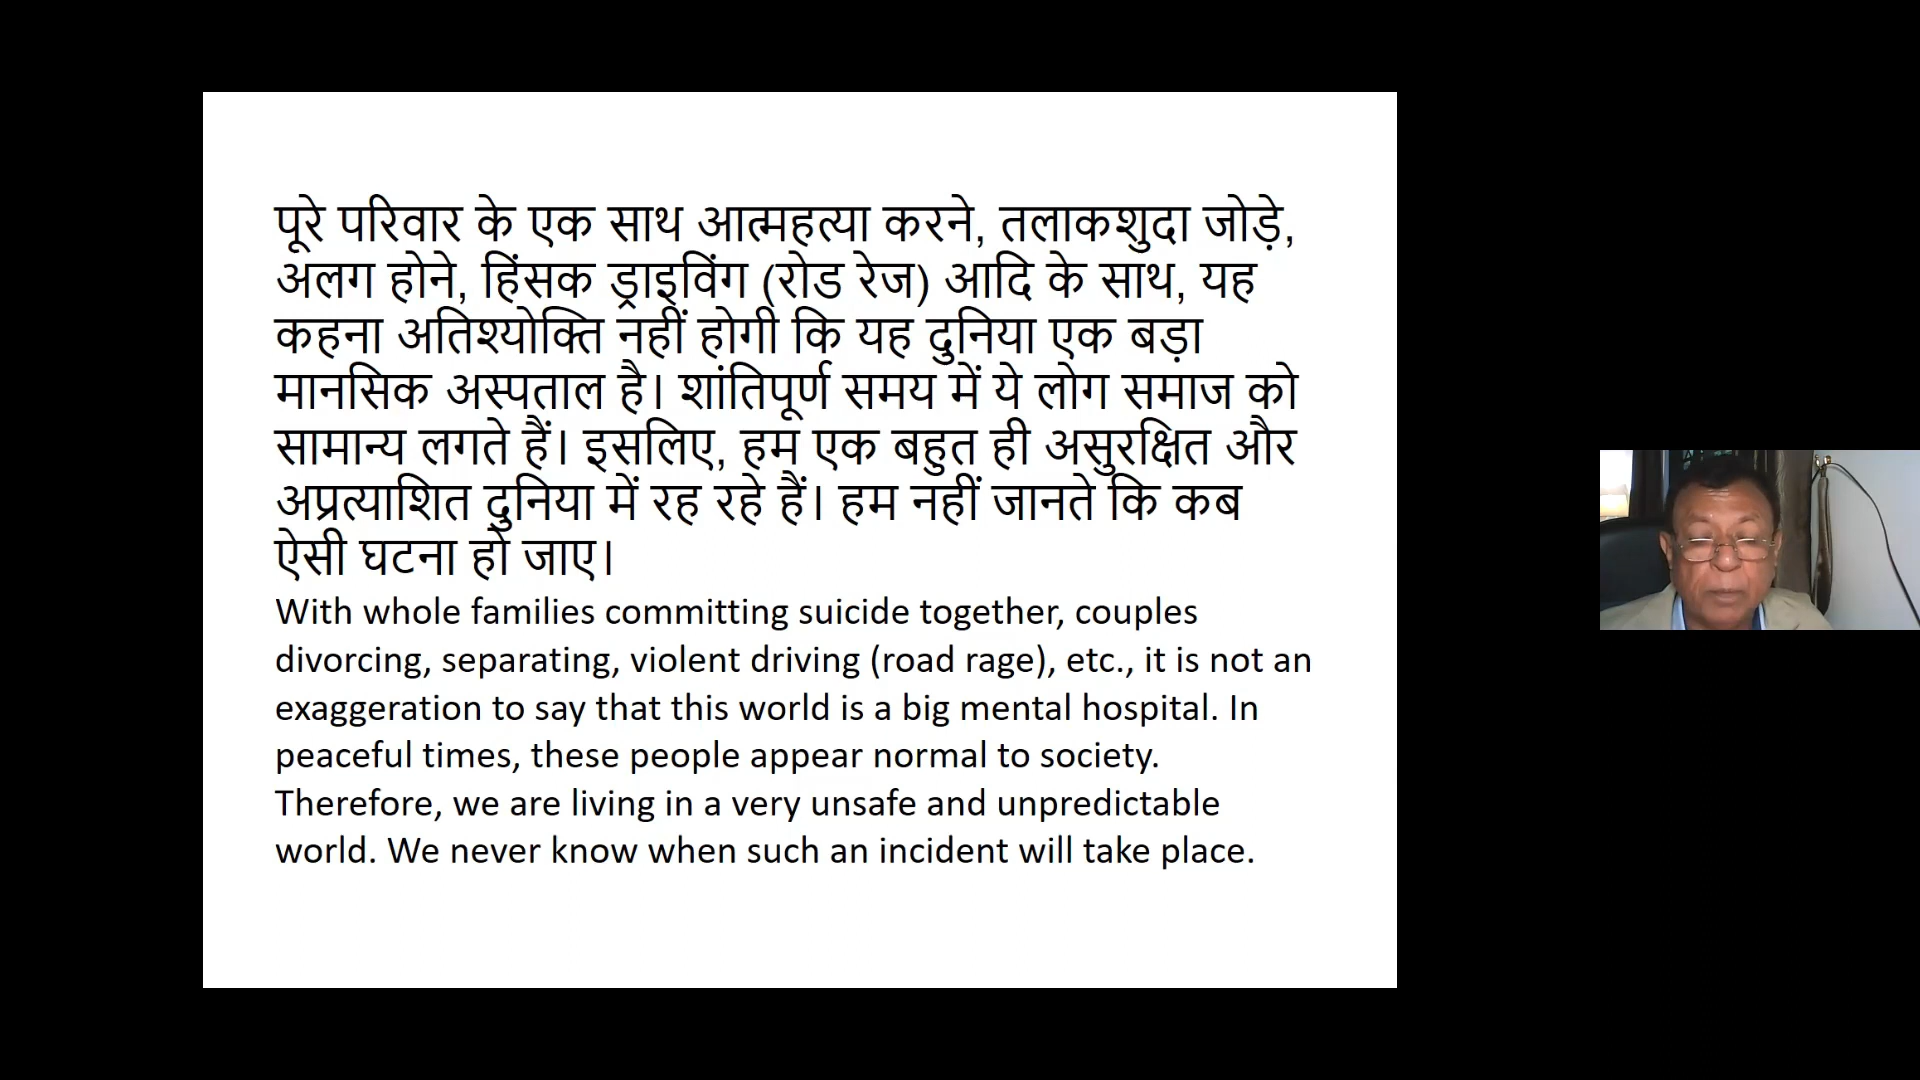 पूरे परिवार के एक साथ आत्महत्या करने, तलाकशुदा जोड़े,
अलग होने, हिंसक ड्राइविंग (रोड रेज) आदि के साथ, यह
कहना अतिश्योक्ति नहीं होगी कि यह दुनिया एक बड़ा
मानसिक अस्पताल है। शांतिपूर्ण समय में ये लोग समाज को
सामान्य लगते हैं। इसलिए, हम एक बहुत ही असुरक्षित और
अप्रत्याशित दुनिया में रह रहे हैं। हम नहीं जानते कि कब
ऐसी घटना हो जाए।
With whole families committing suicide together, couples
divorcing, separating, violent driving (road rage), etc., it is not an
exaggeration to say that this world is a big mental hospital. In
peaceful times, these people appear normal to society.
Therefore, we are living in a very unsafe and unpredictable
world. We never know when such an incident will take place.